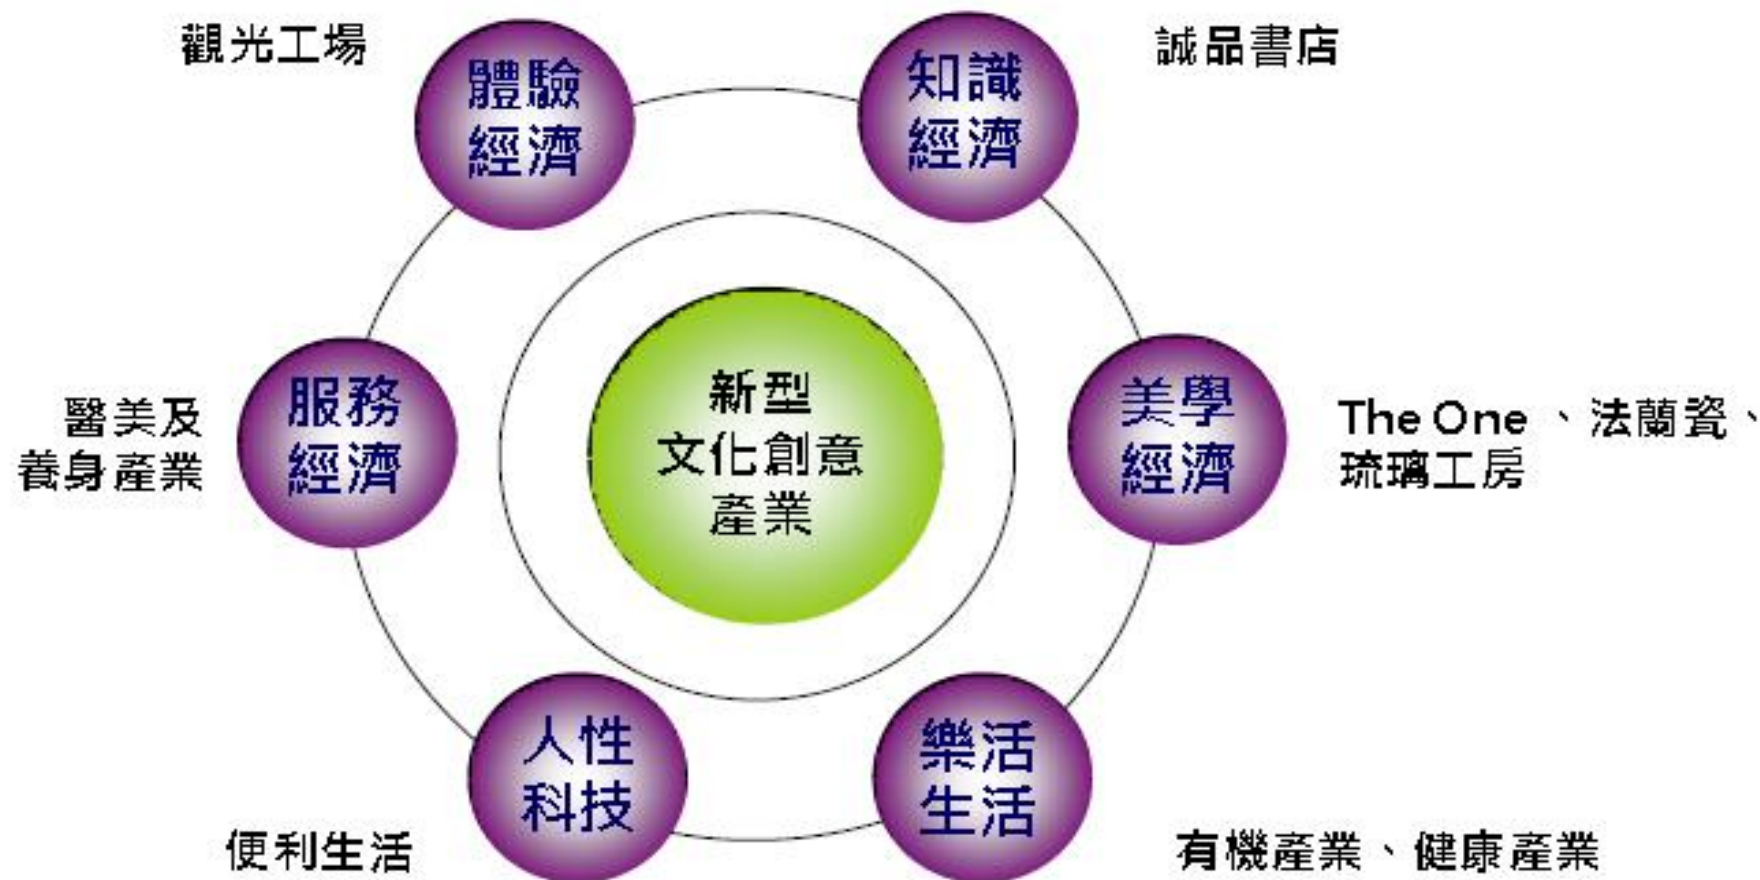 觀光工場
體驗
經濟
知識
經濟
誠品書店
醫美及
養身產業
服務
經濟
新型
文化創意
產業
美學
經濟
The One 、法蘭瓷、
琉璃工房
人性
科技
樂活
生活
便利生活
有機產業、健康產業